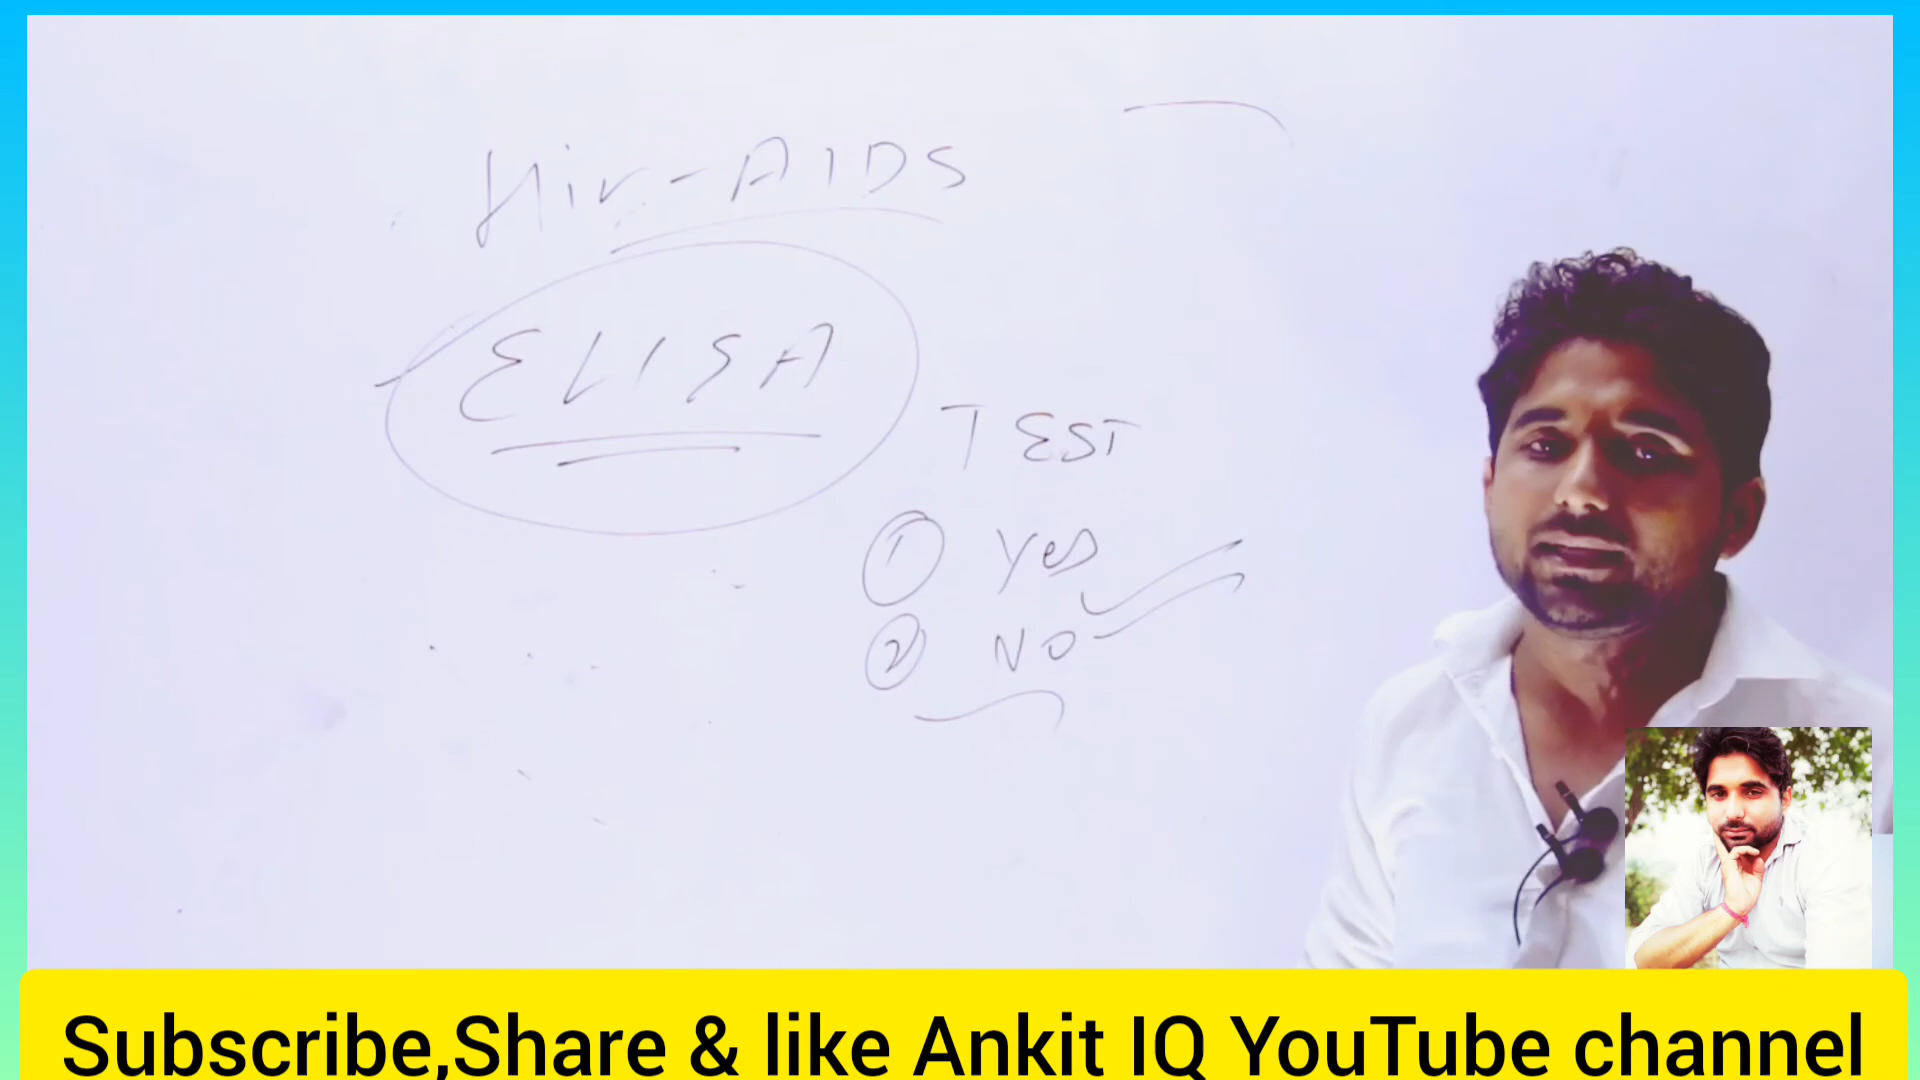 Hiv-AIDS
ELISA
TEST
① Yes
② NO
Subscribe,Share & like Ankit IQ YouTube channel